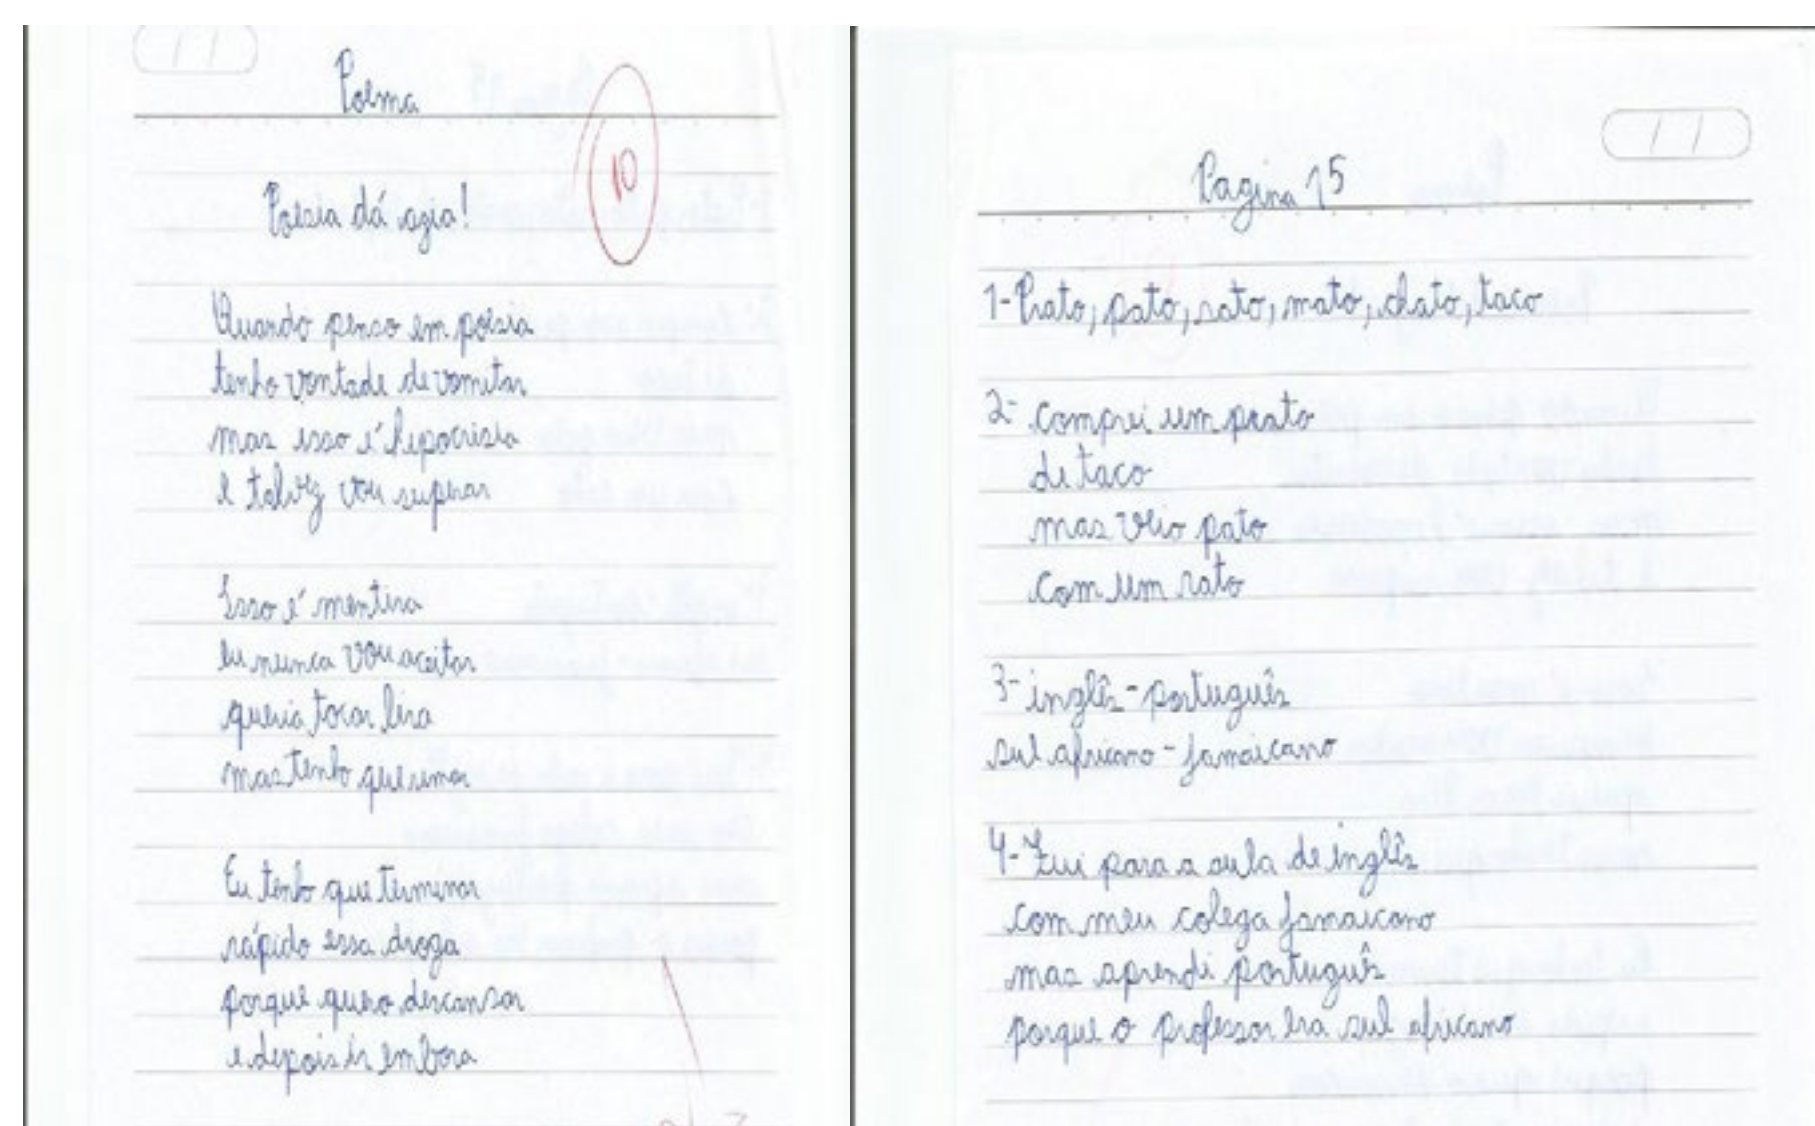 Poema
10
Poesia dá azia!
Quando penso em poesia
tenho vontade de vomitar
mas isso é hipocrisia
e talvez vou superar
Isso é mentira
eu nunca vou aceitar
queria tocar lira
mas tenho que rimar
Eu tenho que terminar
rápido essa droga
porque quero descansar
e depois ir embora
Pagina 15
1- Prato, pato, rato, mato, chato, taco
2- comprei um prato
de taco
mas veio pato
com um rato
3- inglês - português
sul africano - jamaicano
4- Fui para a aula de inglês
com meu colega jamaicano
mas aprendi português
porque o professor era sul africano